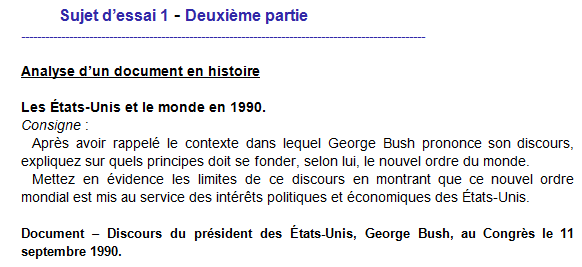 Sujet d’essai 1 - Deuxième partie
-----------------------------------------------------------------------------------------------------
Analyse d’un document en histoire
Les États-Unis et le monde en 1990.
Consigne :
Après avoir rappelé le contexte dans lequel George Bush prononce son discours,
expliquez sur quels principes doit se fonder, selon lui, le nouvel ordre du monde.
Mettez en évidence les limites de ce discours en montrant que ce nouvel ordre
mondial est mis au service des intérêts politiques et économiques des États-Unis.
Document – Discours du président des États-Unis, George Bush, au Congrès le 11
septembre 1990.